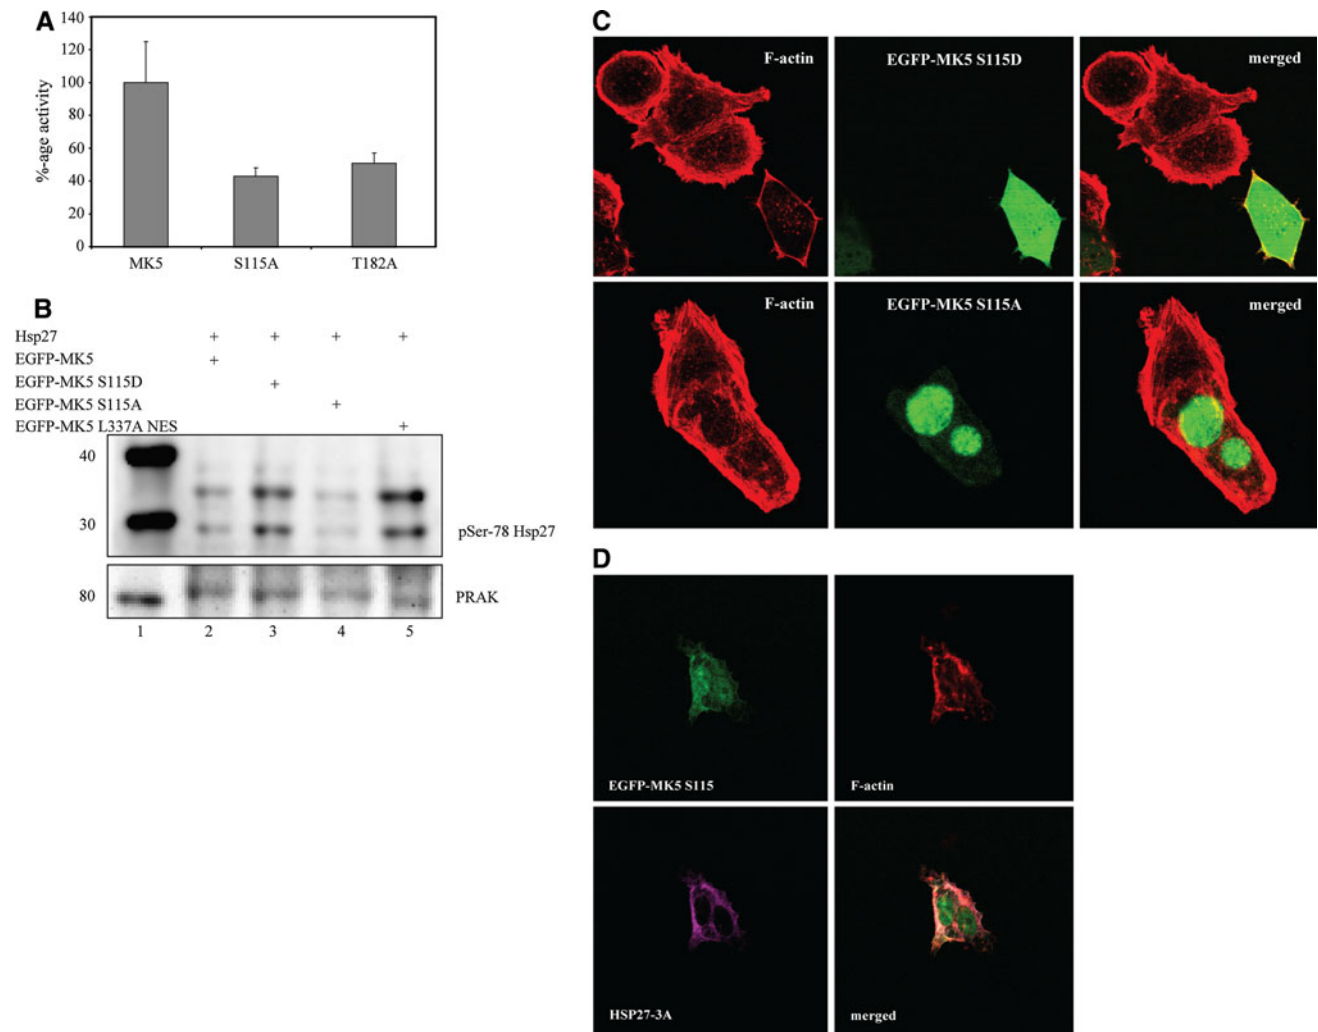 A
140
120
100
80
60
40
20
0
%-age activity
MK5 S115A T182A
B
Hsp27 + + + +
EGFP-MK5 +
EGFP-MK5 S115D +
EGFP-MK5 S115A +
EGFP-MK5 L337A NES +
40
30
pSer-78 Hsp27
80
PRAK
1 2 3 4 5
C
F-actin
EGFP-MK5 S115D
merged
F-actin
EGFP-MK5 S115A
merged
D
EGFP-MK5 S115
F-actin
HSP27-3A
merged